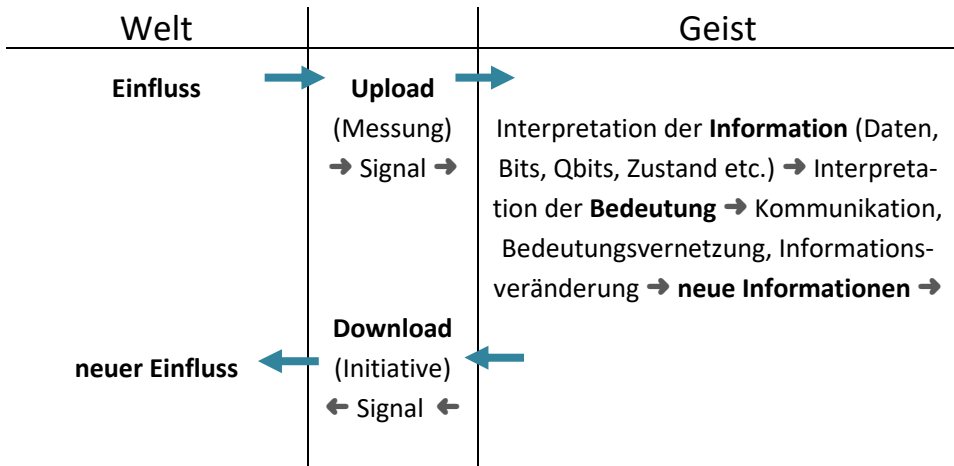 Welt
Geist
Einfluss
Upload
(Messung)
➜ Signal ➜
Interpretation der Information (Daten,
Bits, Qbits, Zustand etc.) ➜ Interpreta-
tion der Bedeutung ➜ Kommunikation,
Bedeutungsvernetzung, Informations-
veränderung ➜ neue Informationen ➜
Download
(Initiative)
🡸 Signal 🡸
neuer Einfluss